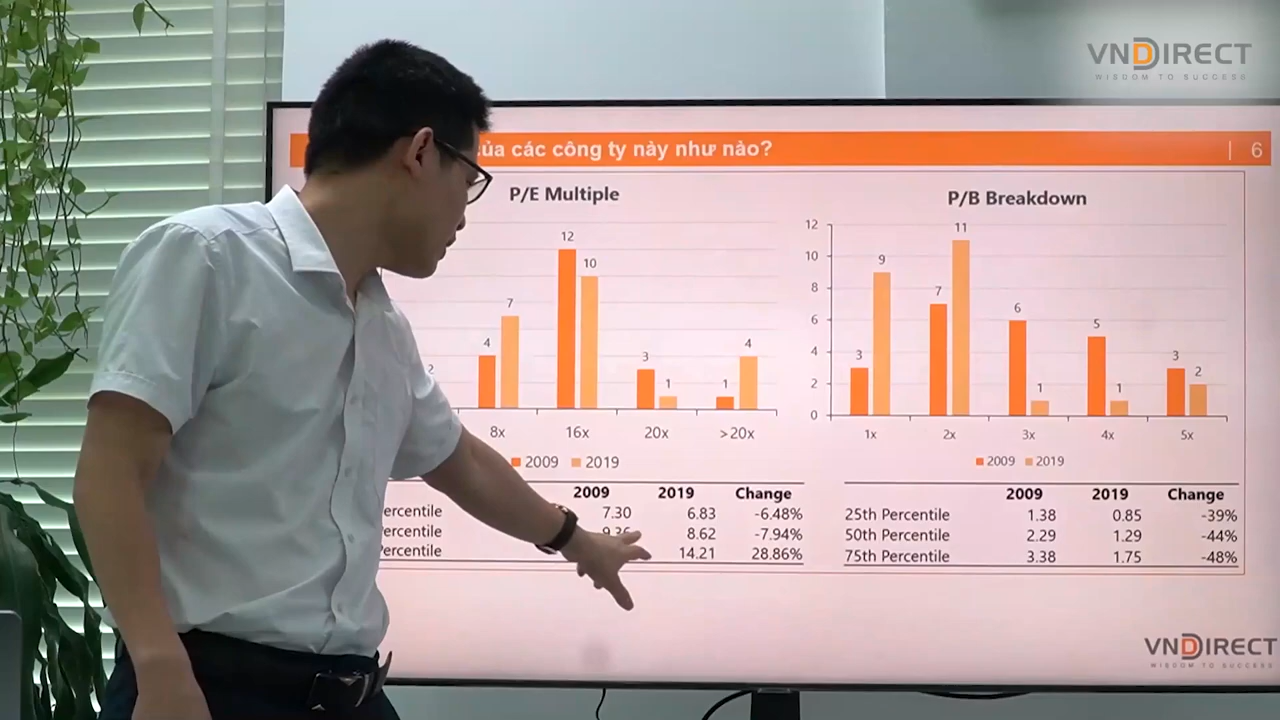 VNDIRECT
WISDOM TO SUCCESS
của các công ty này như nào? | 6
P/E Multiple
2
4 7
12 10
3 1
1 4
8x 16x 20x >20x
2009 2019
2009 2019 Change
ercentile 7.30 6.83 -6.48%
ercentile 8.62 -7.94%
Percentile 14.21 28.86%
P/B Breakdown
12
10
8
6
4
2
0
3 9
7 11
6 1
5 1
3 2
1x 2x 3x 4x 5x
2009 2019
2009 2019 Change
25th Percentile 1.38 0.85 -39%
50th Percentile 2.29 1.29 -44%
75th Percentile 3.38 1.75 -48%
VNDIRECT
WISDOM TO SUCCESS